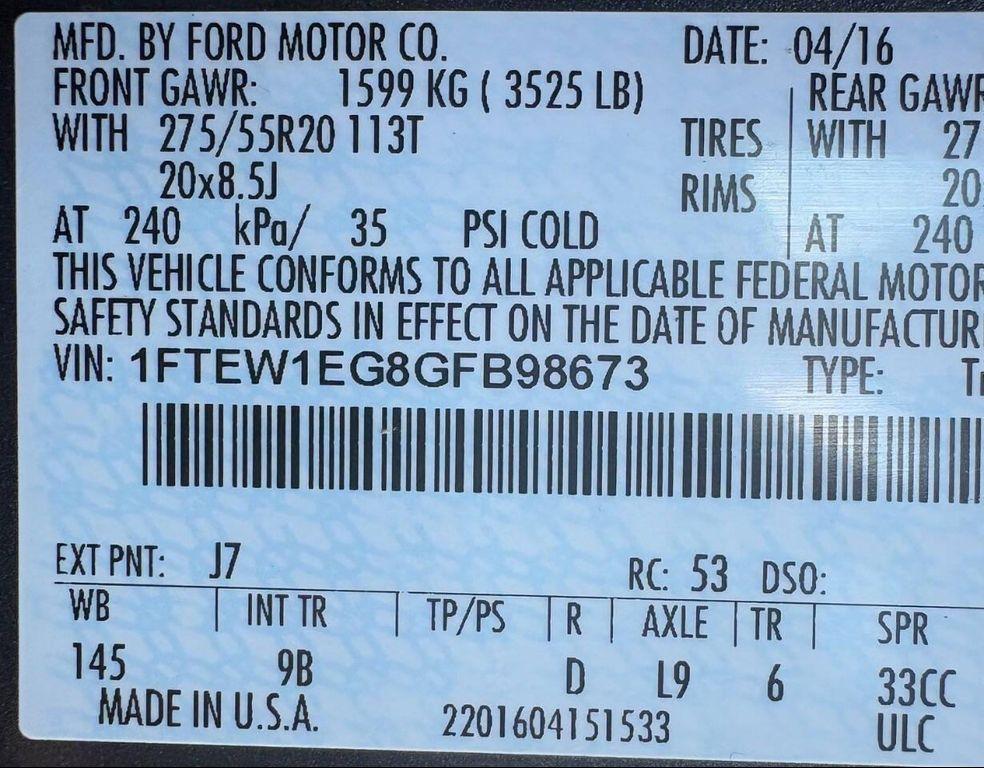 MFD. BY FORD MOTOR CO. DATE: 04/16
FRONT GAWR: 1599 KG ( 3525 LB) REAR GAWR
WITH 275/55R20 113T TIRES WITH 27
20x8.5J RIMS 20
AT 240 kPa/ 35 PSI COLD AT 240
THIS VEHICLE CONFORMS TO ALL APPLICABLE FEDERAL MOTOR
SAFETY STANDARDS IN EFFECT ON THE DATE OF MANUFACTUR
VIN: 1FTEW1EG8GFB98673 TYPE:
EXT PNT: J7 RC: 53 DSO:
WB INT TR TP/PS R AXLE TR SPR
145 9B D L9 6 33CC
MADE IN U.S.A. 2201604151533 ULC